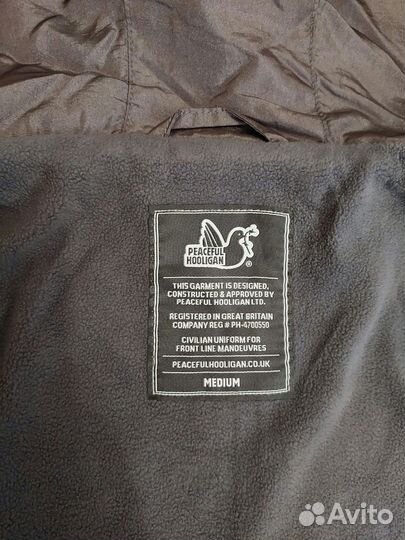 PEACEFUL
HOOLIGAN
®
THIS GARMENT IS DESIGNED,
CONSTRUCTED & APPROVED BY
PEACEFUL HOOLIGAN LTD.
REGISTERED IN GREAT BRITAIN
COMPANY REG # PH-4700550
CIVILIAN UNIFORM FOR
FRONT LINE MANOEUVRES
PEACEFULHOOLIGAN.CO.UK
MEDIUM
Avito